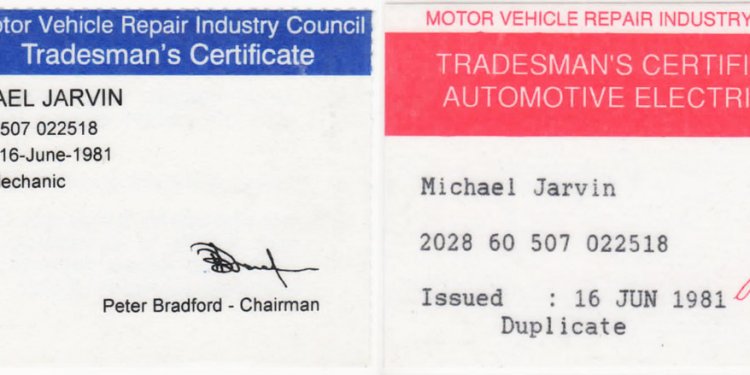 otor Vehicle Repair Industry Council
Tradesman's Certificate
AEL JARVIN
507 022518
16-June-1981
echanic
Peter Bradford - Chairman
MOTOR VEHICLE REPAIR INDUSTRY
TRADESMAN'S CERTIFI
AUTOMOTIVE ELECTRI
Michael Jarvin
2028 60 507 022518
Issued : 16 JUN 1981
Duplicate